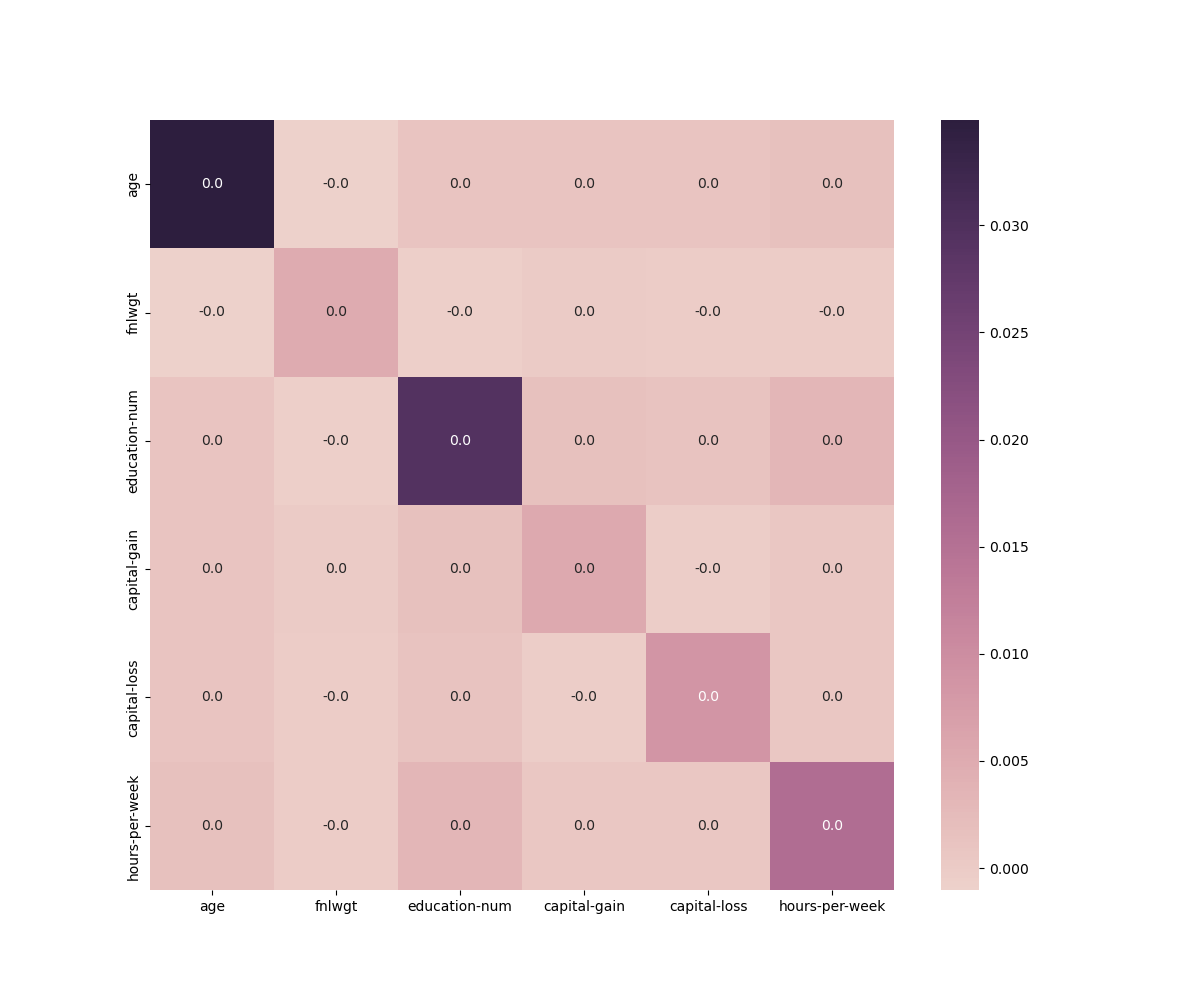 age 0.0 -0.0 0.0 0.0 0.0 0.0
fnlwgt -0.0 0.0 -0.0 0.0 -0.0 -0.0
education-num 0.0 -0.0 0.0 0.0 0.0 0.0
capital-gain 0.0 0.0 0.0 0.0 -0.0 0.0
capital-loss 0.0 -0.0 0.0 -0.0 0.0 0.0
hours-per-week 0.0 -0.0 0.0 0.0 0.0 0.0
age fnlwgt education-num capital-gain capital-loss hours-per-week
0.030
0.025
0.020
0.015
0.010
0.005
0.000